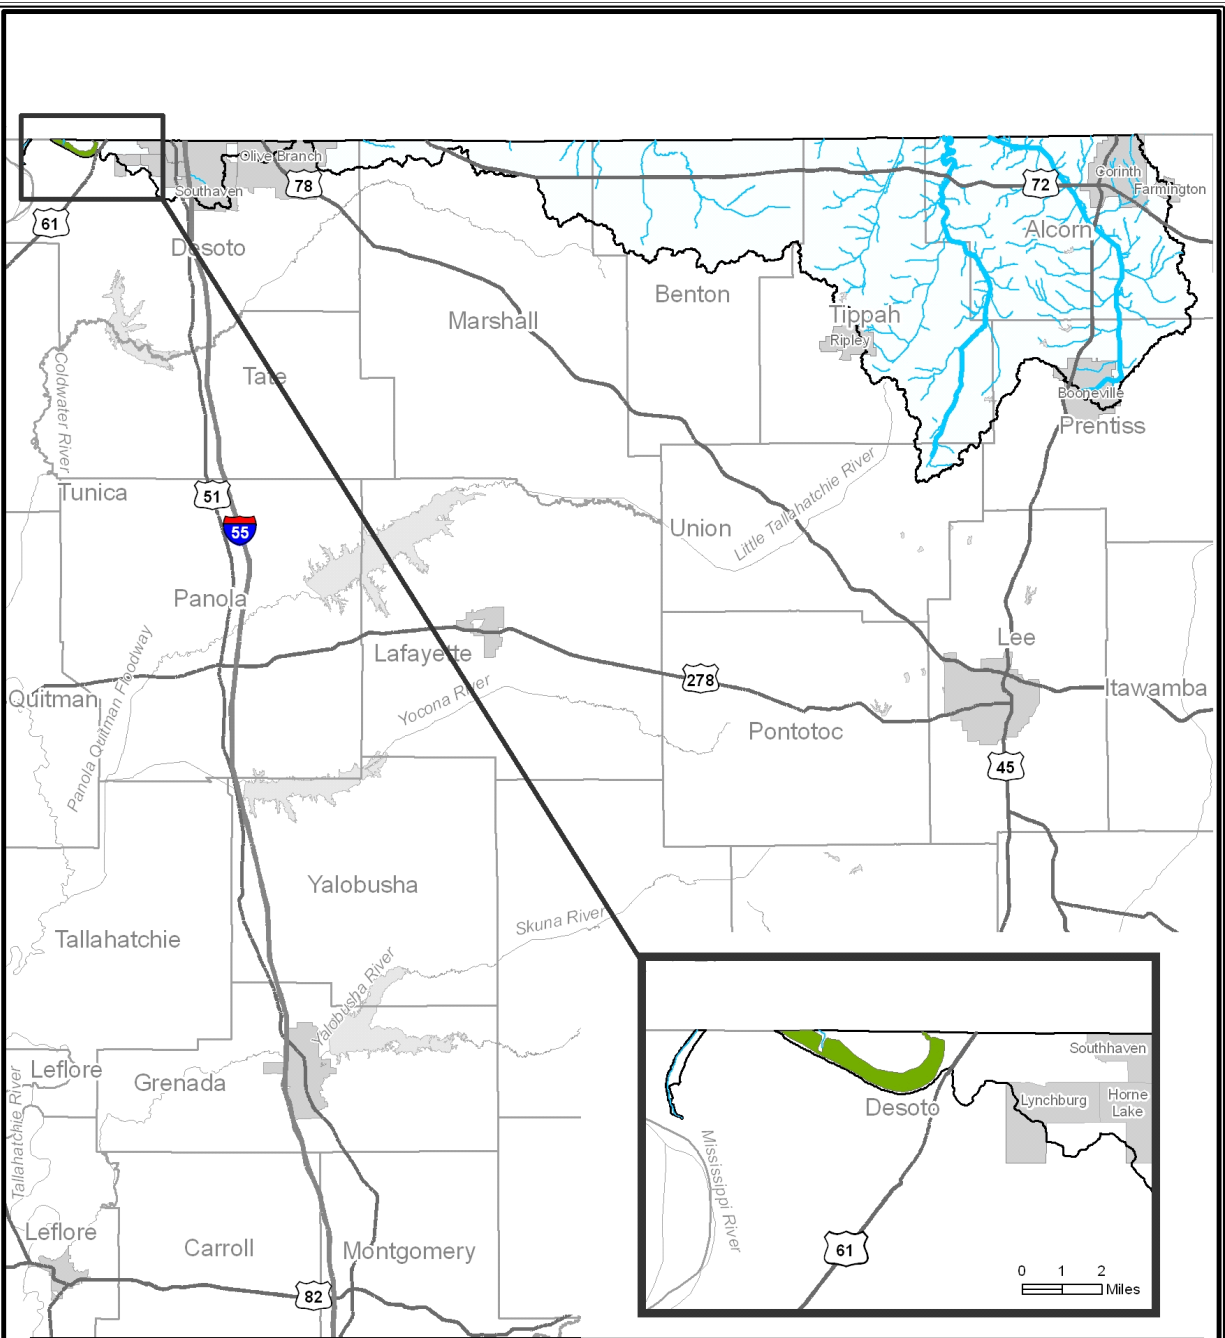 Olive Branch
Southaven
78
72
Corinth
Farmington
61
Desoto
Alcorn
Benton
Marshall
Tippah
Ripley
Tate
Coldwater River
Booneville
Prentiss
Tunica
51
55
Union
Little Tallahatchie River
Panola
Lee
Lafayette
278
Quitman
Panola Quitman Floodway
Yocona River
Itawamba
Pontotoc
45
Yalobusha
Skuna River
Tallahatchie
Yalobusha River
Leflore
Grenada
Tallahatchie River
Leflore
Carroll
Montgomery
82
Southhaven
Lynchburg
Horne
Lake
Desoto
Mississippi River
61
0 1 2
Miles